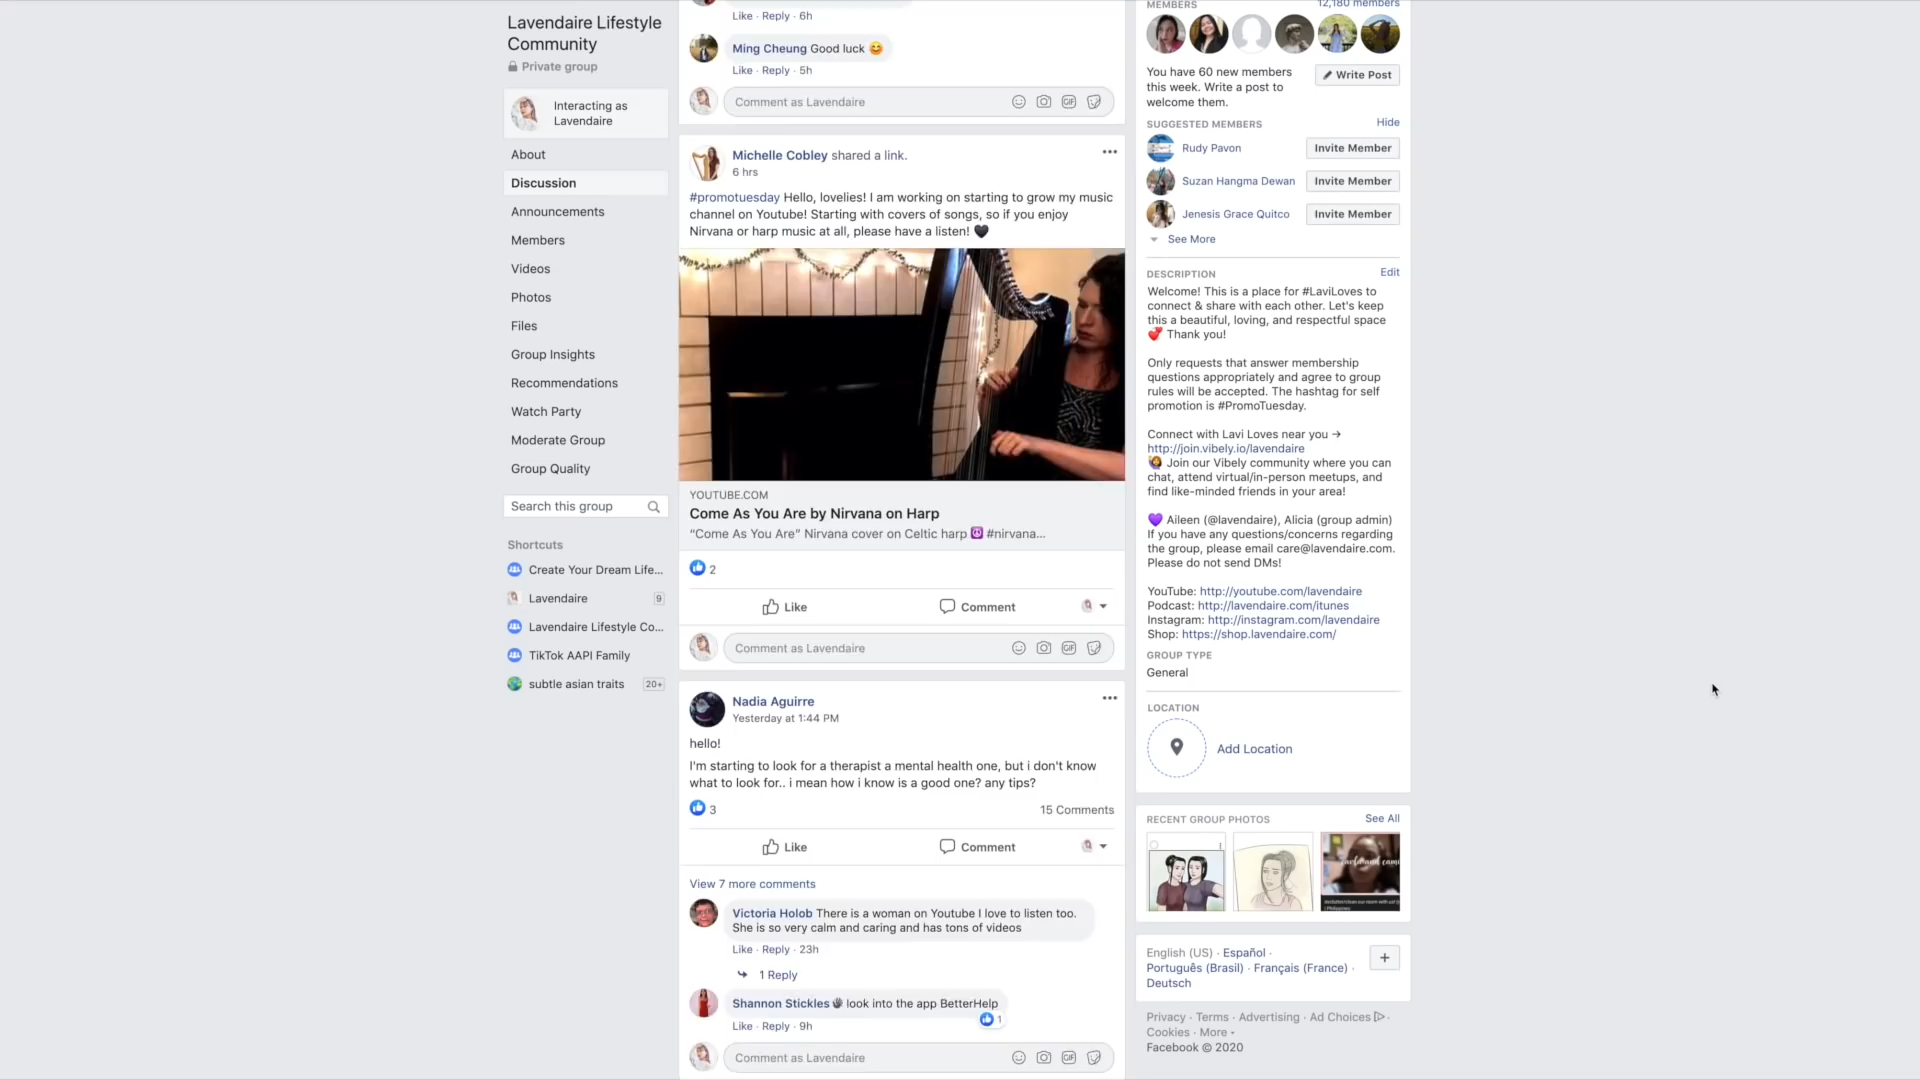 Lavendaire Lifestyle
Community
Private group
Interacting as
Lavendaire
About
Discussion
Announcements
Members
Videos
Photos
Files
Group Insights
Recommendations
Watch Party
Moderate Group
Group Quality
Search this group
Shortcuts
Create Your Dream Life...
Lavendaire 9
Lavendaire Lifestyle Co...
TikTok AAPI Family
subtle asian traits 20+
Like · Reply · 6h
Ming Cheung Good luck 😊
Like · Reply · 5h
Comment as Lavendaire
GIF
Michelle Cobley shared a link.
6 hrs
#promotuesday Hello, lovelies! I am working on starting to grow my music
channel on Youtube! Starting with covers of songs, so if you enjoy
Nirvana or harp music at all, please have a listen! 🖤
YOUTUBE.COM
Come As You Are by Nirvana on Harp
“Come As You Are” Nirvana cover on Celtic harp ☮️ #nirvana...
2
Like Comment
Comment as Lavendaire
GIF
Nadia Aguirre
Yesterday at 1:44 PM
hello!
I'm starting to look for a therapist a mental health one, but i don't know
what to look for.. i mean how i know is a good one? any tips?
3 15 Comments
Like Comment
View 7 more comments
Victoria Holob There is a woman on Youtube I love to listen too.
She is so very calm and caring and has tons of videos
Like · Reply · 23h
1 Reply
Shannon Stickles look into the app BetterHelp
1
Like · Reply · 9h
Comment as Lavendaire
GIF
MEMBERS 12,180 members
You have 60 new members
this week. Write a post to
welcome them.
Write Post
SUGGESTED MEMBERS Hide
Rudy Pavon Invite Member
Suzan Hangma Dewan Invite Member
Jenesis Grace Quitco Invite Member
See More
DESCRIPTION Edit
Welcome! This is a place for #LaviLoves to
connect & share with each other. Let's keep
this a beautiful, loving, and respectful space
💞 Thank you!
Only requests that answer membership
questions appropriately and agree to group
rules will be accepted. The hashtag for self
promotion is #PromoTuesday.
Connect with Lavi Loves near you →
http://join.vibely.io/lavendaire
🙋 Join our Vibely community where you can
chat, attend virtual/in-person meetups, and
find like-minded friends in your area!
💜 Aileen (@lavendaire), Alicia (group admin)
If you have any questions/concerns regarding
the group, please email care@lavendaire.com.
Please do not send DMs!
YouTube: http://youtube.com/lavendaire
Podcast: http://lavendaire.com/itunes
Instagram: http://instagram.com/lavendaire
Shop: https://shop.lavendaire.com/
GROUP TYPE
General
LOCATION
Add Location
RECENT GROUP PHOTOS See All
English (US) · Español ·
Português (Brasil) · Français (France) ·
Deutsch
Privacy · Terms · Advertising · Ad Choices ·
Cookies · More
Facebook © 2020